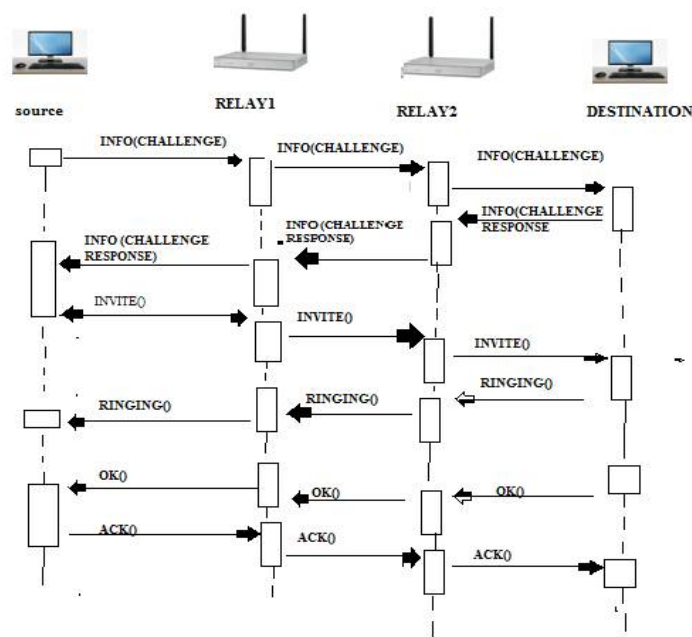 source
RELAY1
RELAY2
DESTINATION
INFO(CHALLENGE)
INFO(CHALLENGE)
INFO(CHALLENGE)
INFO(CHALLENGE
RESPONSE
INFO (CHALLENGE
RESPONSE)
INFO (CHALLENGE
RESPONSE)
INVITE()
INVITE()
INVITE()
RINGING()
RINGING()
RINGING()
OK()
OK()
OK()
ACK()
ACK()
ACK()